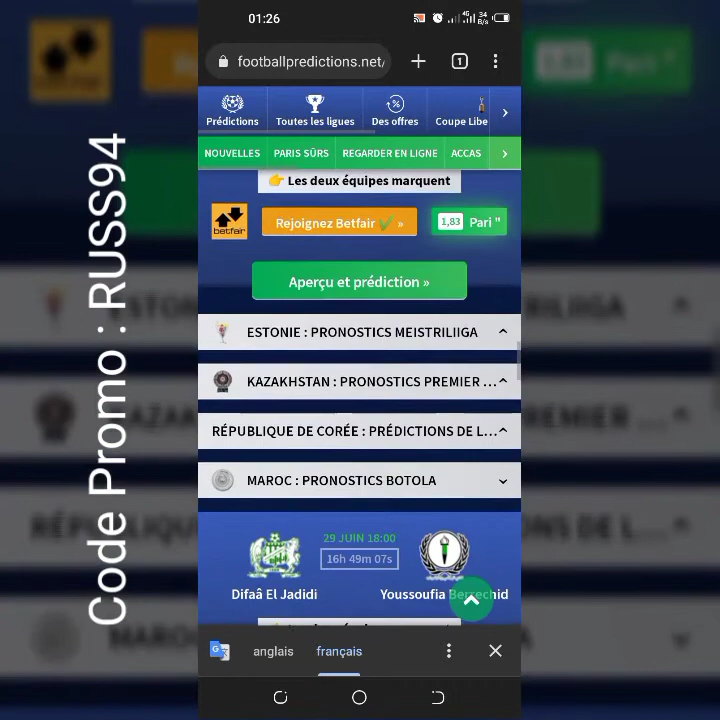 Code Promo : RUSS94
01:26
4G
34
B/s
footballpredictions.net/
1
Prédictions
Toutes les ligues
Des offres
Coupe Libe
NOUVELLES
PARIS SÛRS
REGARDER EN LIGNE
ACCAS
👉 Les deux équipes marquent
betfair
Rejoignez Betfair ✅ »
1,83 Pari "
Aperçu et prédiction »
ESTONIE : PRONOSTICS MEISTRILIIGA
KAZAKHSTAN : PRONOSTICS PREMIER ...
RÉPUBLIQUE DE CORÉE : PRÉDICTIONS DE L...
MAROC : PRONOSTICS BOTOLA
29 JUIN 18:00
16h 49m 07s
Difaâ El Jadidi
Youssoufia Berrechid
anglais
français